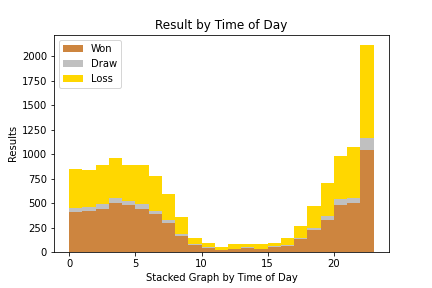 Result by Time of Day
Won
Draw
Loss
2000
1750
1500
1250
1000
750
500
250
0
Results
0 5 10 15 20
Stacked Graph by Time of Day